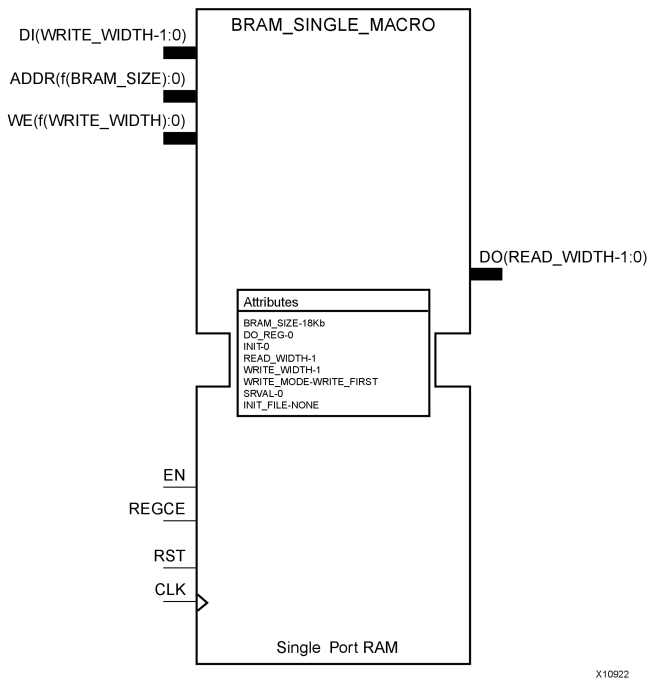 BRAM_SINGLE_MACRO
DI(WRITE_WIDTH-1:0)
ADDR(f(BRAM_SIZE):0)
WE(f(WRITE_WIDTH):0)
DO(READ_WIDTH-1:0)
Attributes
BRAM_SIZE-18Kb
DO_REG-0
INIT-0
READ_WIDTH-1
WRITE_WIDTH-1
WRITE_MODE-WRITE_FIRST
SRVAL-0
INIT_FILE-NONE
EN
REGCE
RST
CLK
Single Port RAM
X10922